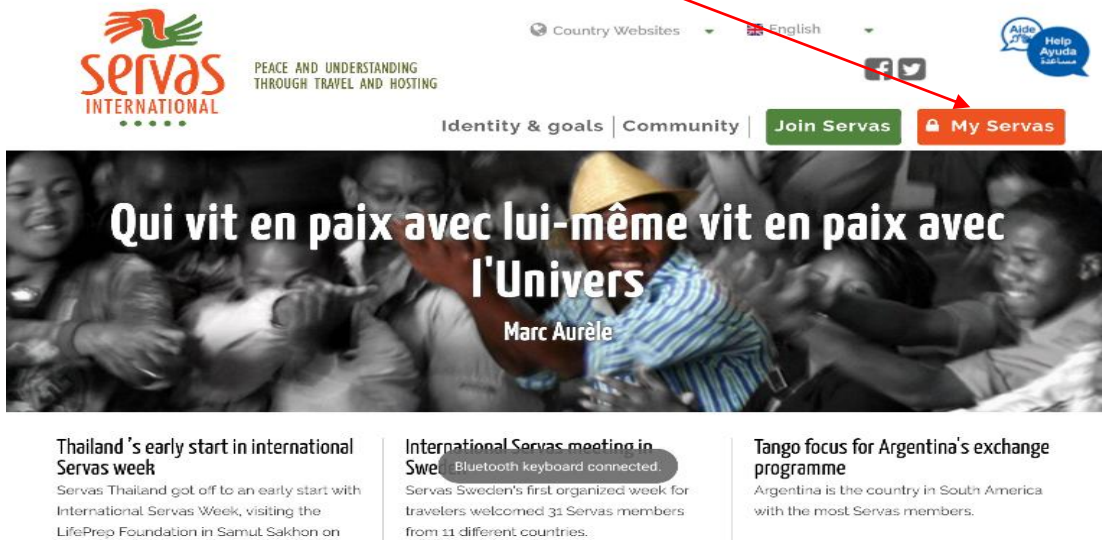 Country Websites
English
Aide
Help
Ayuda
مساعدة
servas
INTERNATIONAL
PEACE AND UNDERSTANDING
THROUGH TRAVEL AND HOSTING
Identity & goals | Community |
Join Servas
My Servas
Qui vit en paix avec lui-même vit en paix avec
l'Univers
Marc Aurèle
Thailand 's early start in international
Servas week
Servas Thailand got off to an early start with
International Servas Week, visiting the
LifePrep Foundation in Samut Sakhon on
International Servas meeting in
Bluetooth keyboard connected.
Servas Sweden's first organized week for
travelers welcomed 31 Servas members
from 11 different countries.
Tango focus for Argentina's exchange
programme
Argentina is the country in South America
with the most Servas members.